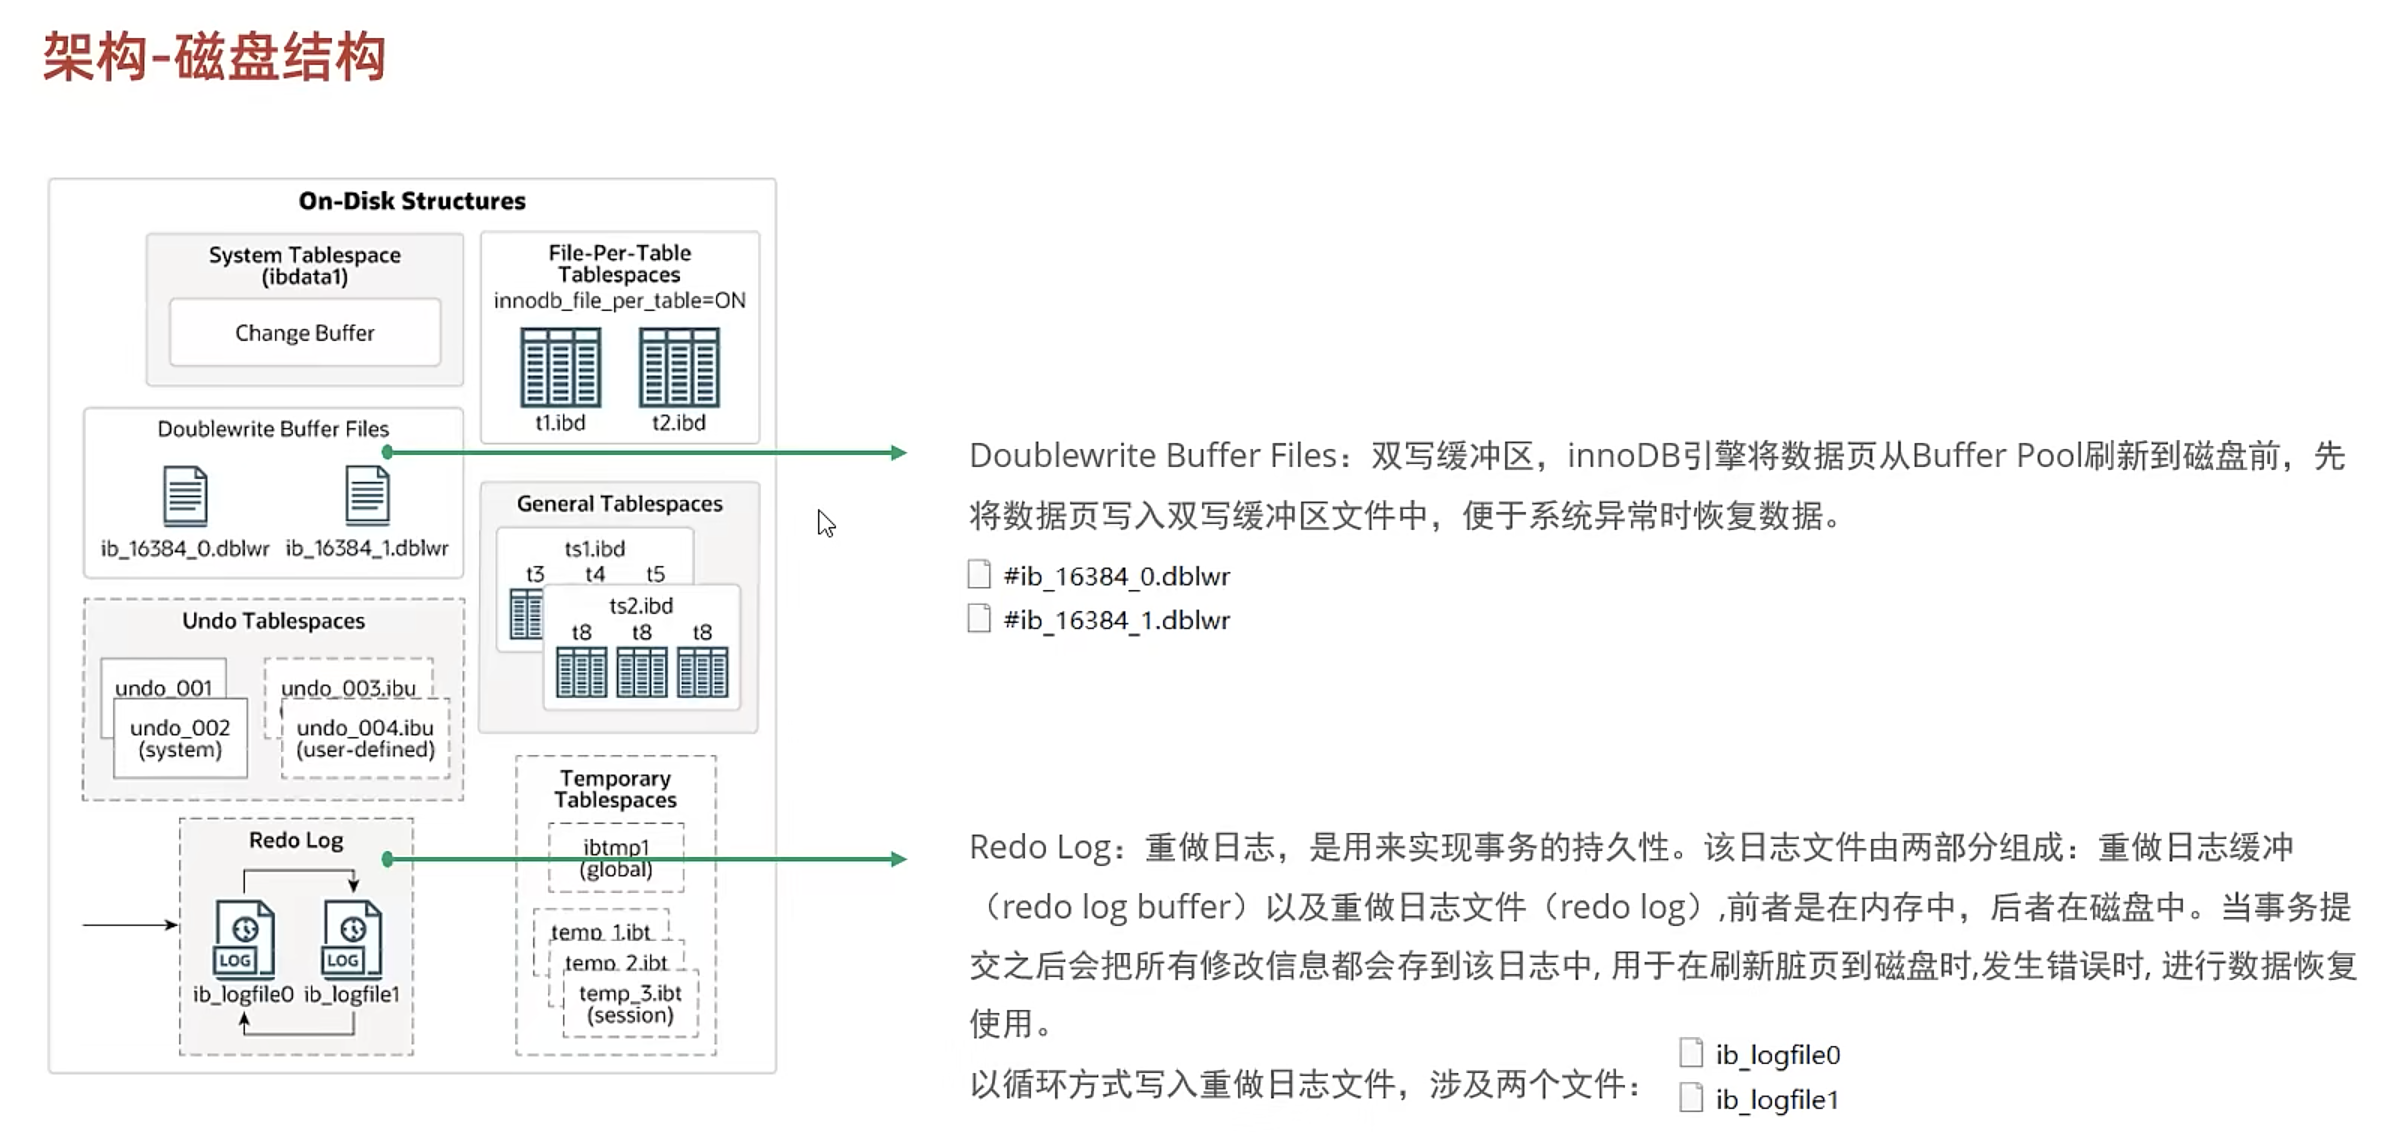 架构-磁盘结构
On-Disk Structures
System Tablespace
(ibdata1)
Change Buffer
File-Per-Table
Tablespaces
innodb_file_per_table=ON
t1.ibd
t2.ibd
Doublewrite Buffer Files
ib_16384_0.dblwr
ib_16384_1.dblwr
General Tablespaces
ts1.ibd
t3 t4 t5
ts2.ibd
t8 t8 t8
Undo Tablespaces
undo_001
undo_002
(system)
undo_003.ibu
undo_004.ibu
(user-defined)
Temporary
Tablespaces
ibtmp1
(global)
temp_1.ibt
temp_2.ibt
temp_3.ibt
(session)
Redo Log
LOG
LOG
ib_logfile0
ib_logfile1
Doublewrite Buffer Files：双写缓冲区，innoDB引擎将数据页从Buffer Pool刷新到磁盘前，先
将数据页写入双写缓冲区文件中，便于系统异常时恢复数据。
#ib_16384_0.dblwr
#ib_16384_1.dblwr
Redo Log：重做日志，是用来实现事务的持久性。该日志文件由两部分组成：重做日志缓冲
（redo log buffer）以及重做日志文件（redo log）,前者是在内存中，后者在磁盘中。当事务提
交之后会把所有修改信息都会存到该日志中, 用于在刷新脏页到磁盘时,发生错误时, 进行数据恢复
使用。
以循环方式写入重做日志文件，涉及两个文件：
ib_logfile0
ib_logfile1